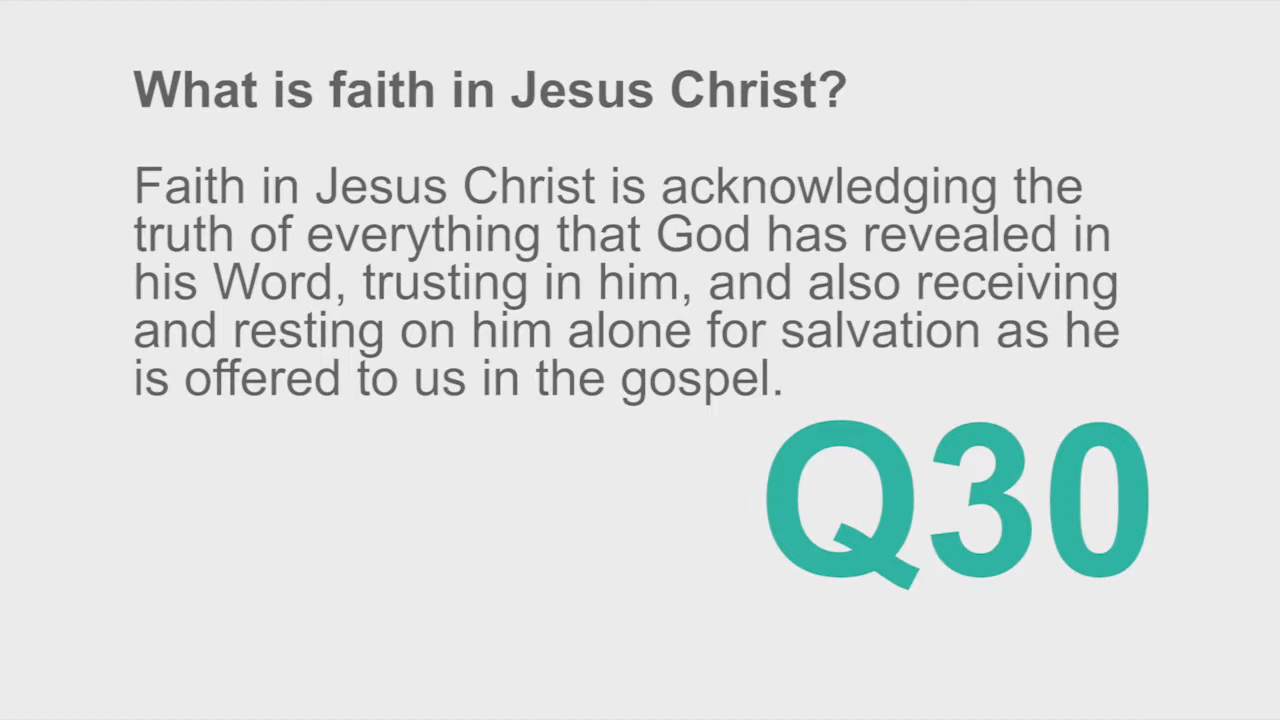 What is faith in Jesus Christ?
Faith in Jesus Christ is acknowledging the
truth of everything that God has revealed in
his Word, trusting in him, and also receiving
and resting on him alone for salvation as he
is offered to us in the gospel.
Q30